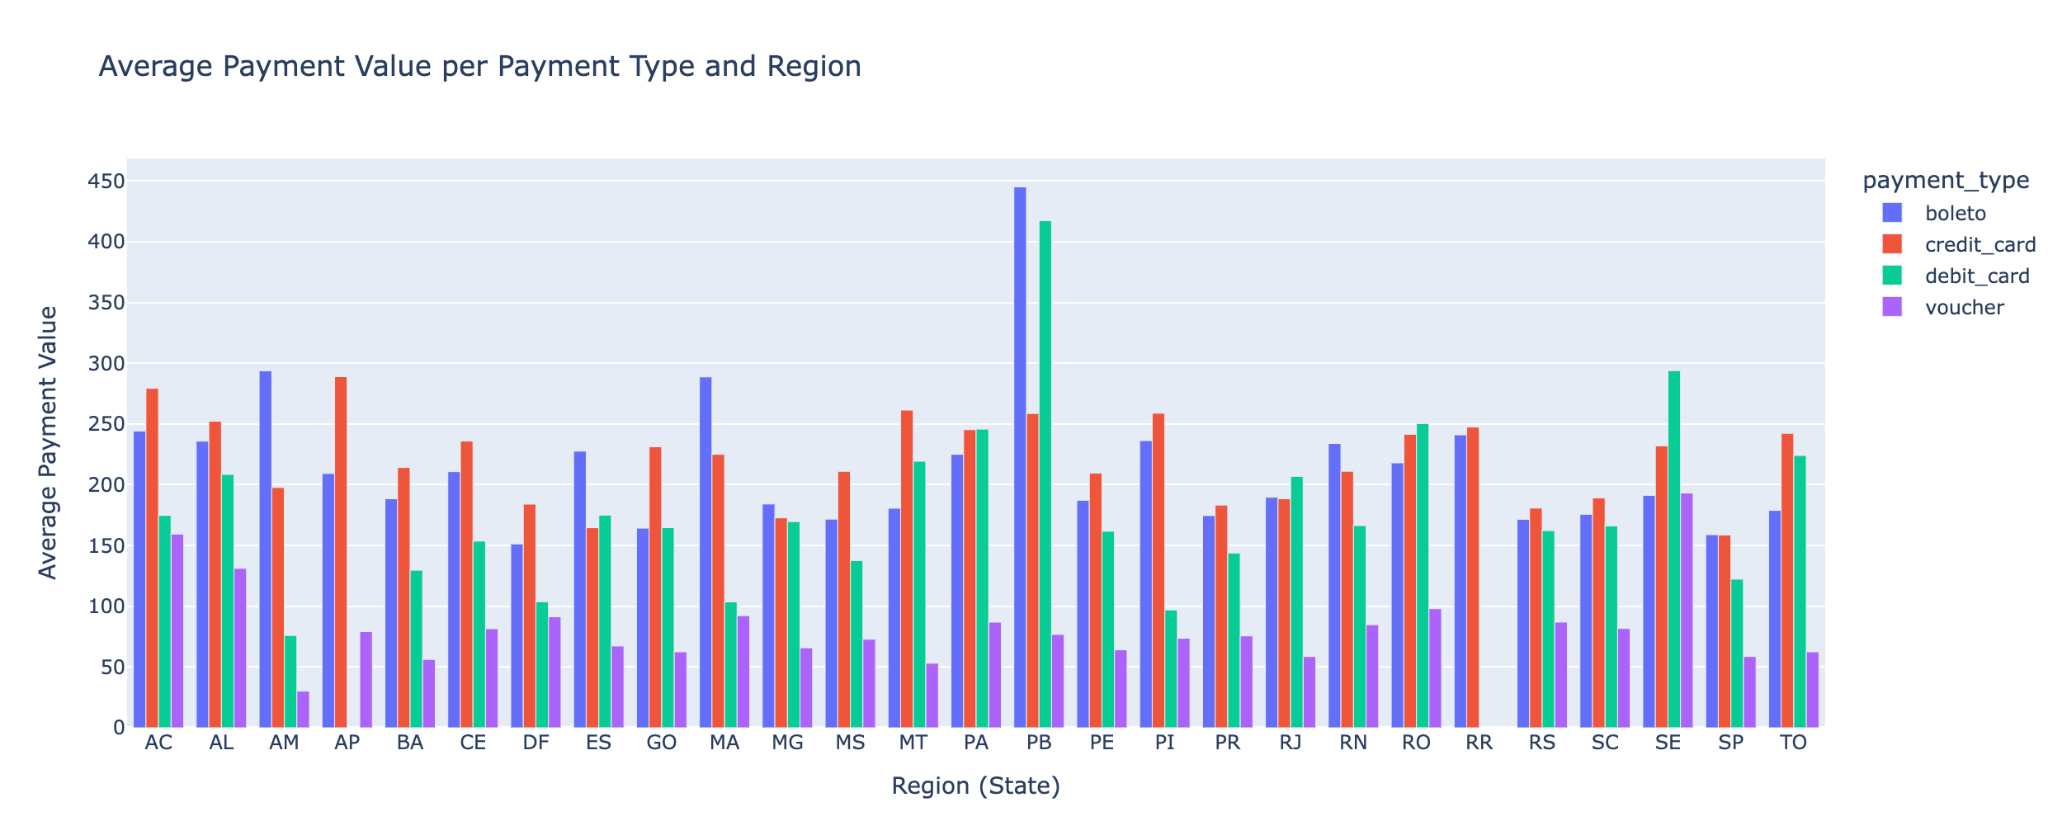 Average Payment Value per Payment Type and Region
payment_type
boleto
credit_card
debit_card
voucher
Average Payment Value
450
400
350
300
250
200
150
100
50
0
AC AL AM AP BA CE DF ES GO MA MG MS MT PA PB PE PI PR RJ RN RO RR RS SC SE SP TO
Region (State)